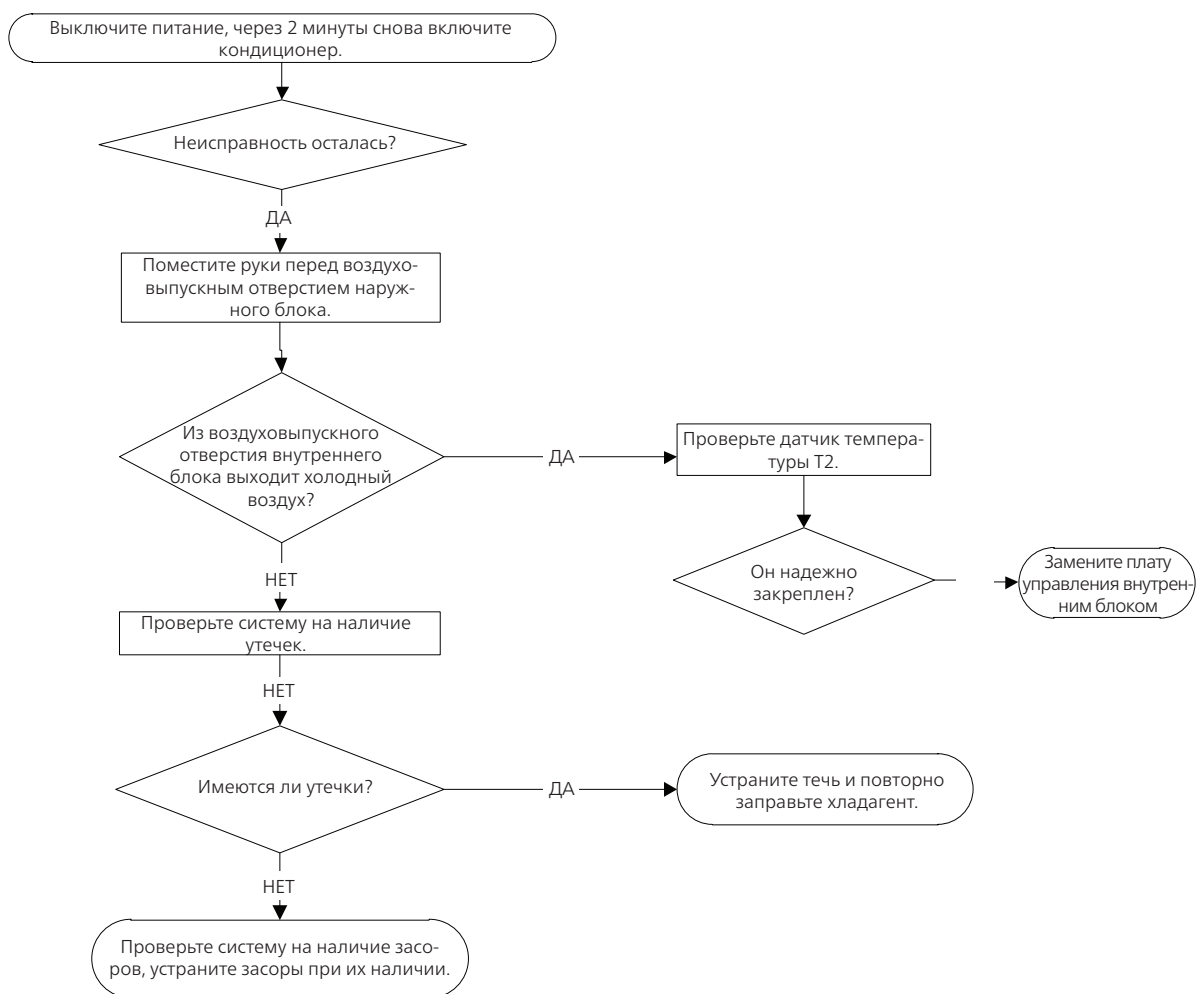 Выключите питание, через 2 минуты снова включите
кондиционер.
Неисправность осталась?
ДА
Поместите руки перед воздухо-
выпускным отверстием наруж-
ного блока.
Из воздуховыпускного
отверстия внутреннего
блока выходит холодный
воздух?
ДА
Проверьте датчик темпера-
туры T2.
Он надежно
закреплен?
Замените плату
управления внутрен-
ним блоком
НЕТ
Проверьте систему на наличие
утечек.
НЕТ
Имеются ли утечки?
ДА
Устраните течь и повторно
заправьте хладагент.
НЕТ
Проверьте систему на наличие засо-
ров, устраните засоры при их наличии.